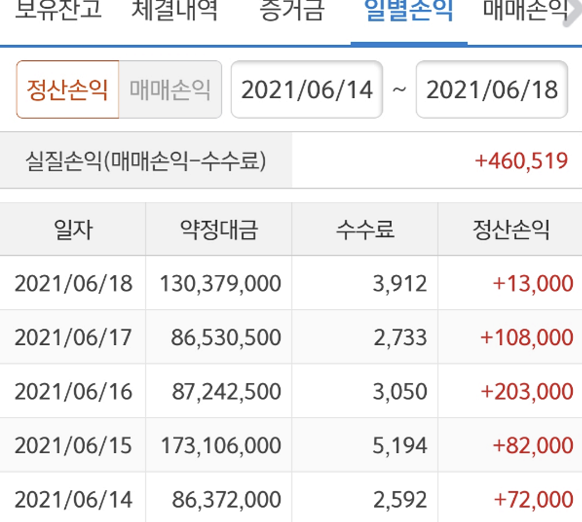 보유잔고 체결내역 증거금 일별손익 매매손익
정산손익 매매손익 2021/06/14 ~ 2021/06/18
실질손익(매매손익-수수료) +460,519
일자 약정대금 수수료 정산손익
2021/06/18 130,379,000 3,912 +13,000
2021/06/17 86,530,500 2,733 +108,000
2021/06/16 87,242,500 3,050 +203,000
2021/06/15 173,106,000 5,194 +82,000
2021/06/14 86,372,000 2,592 +72,000